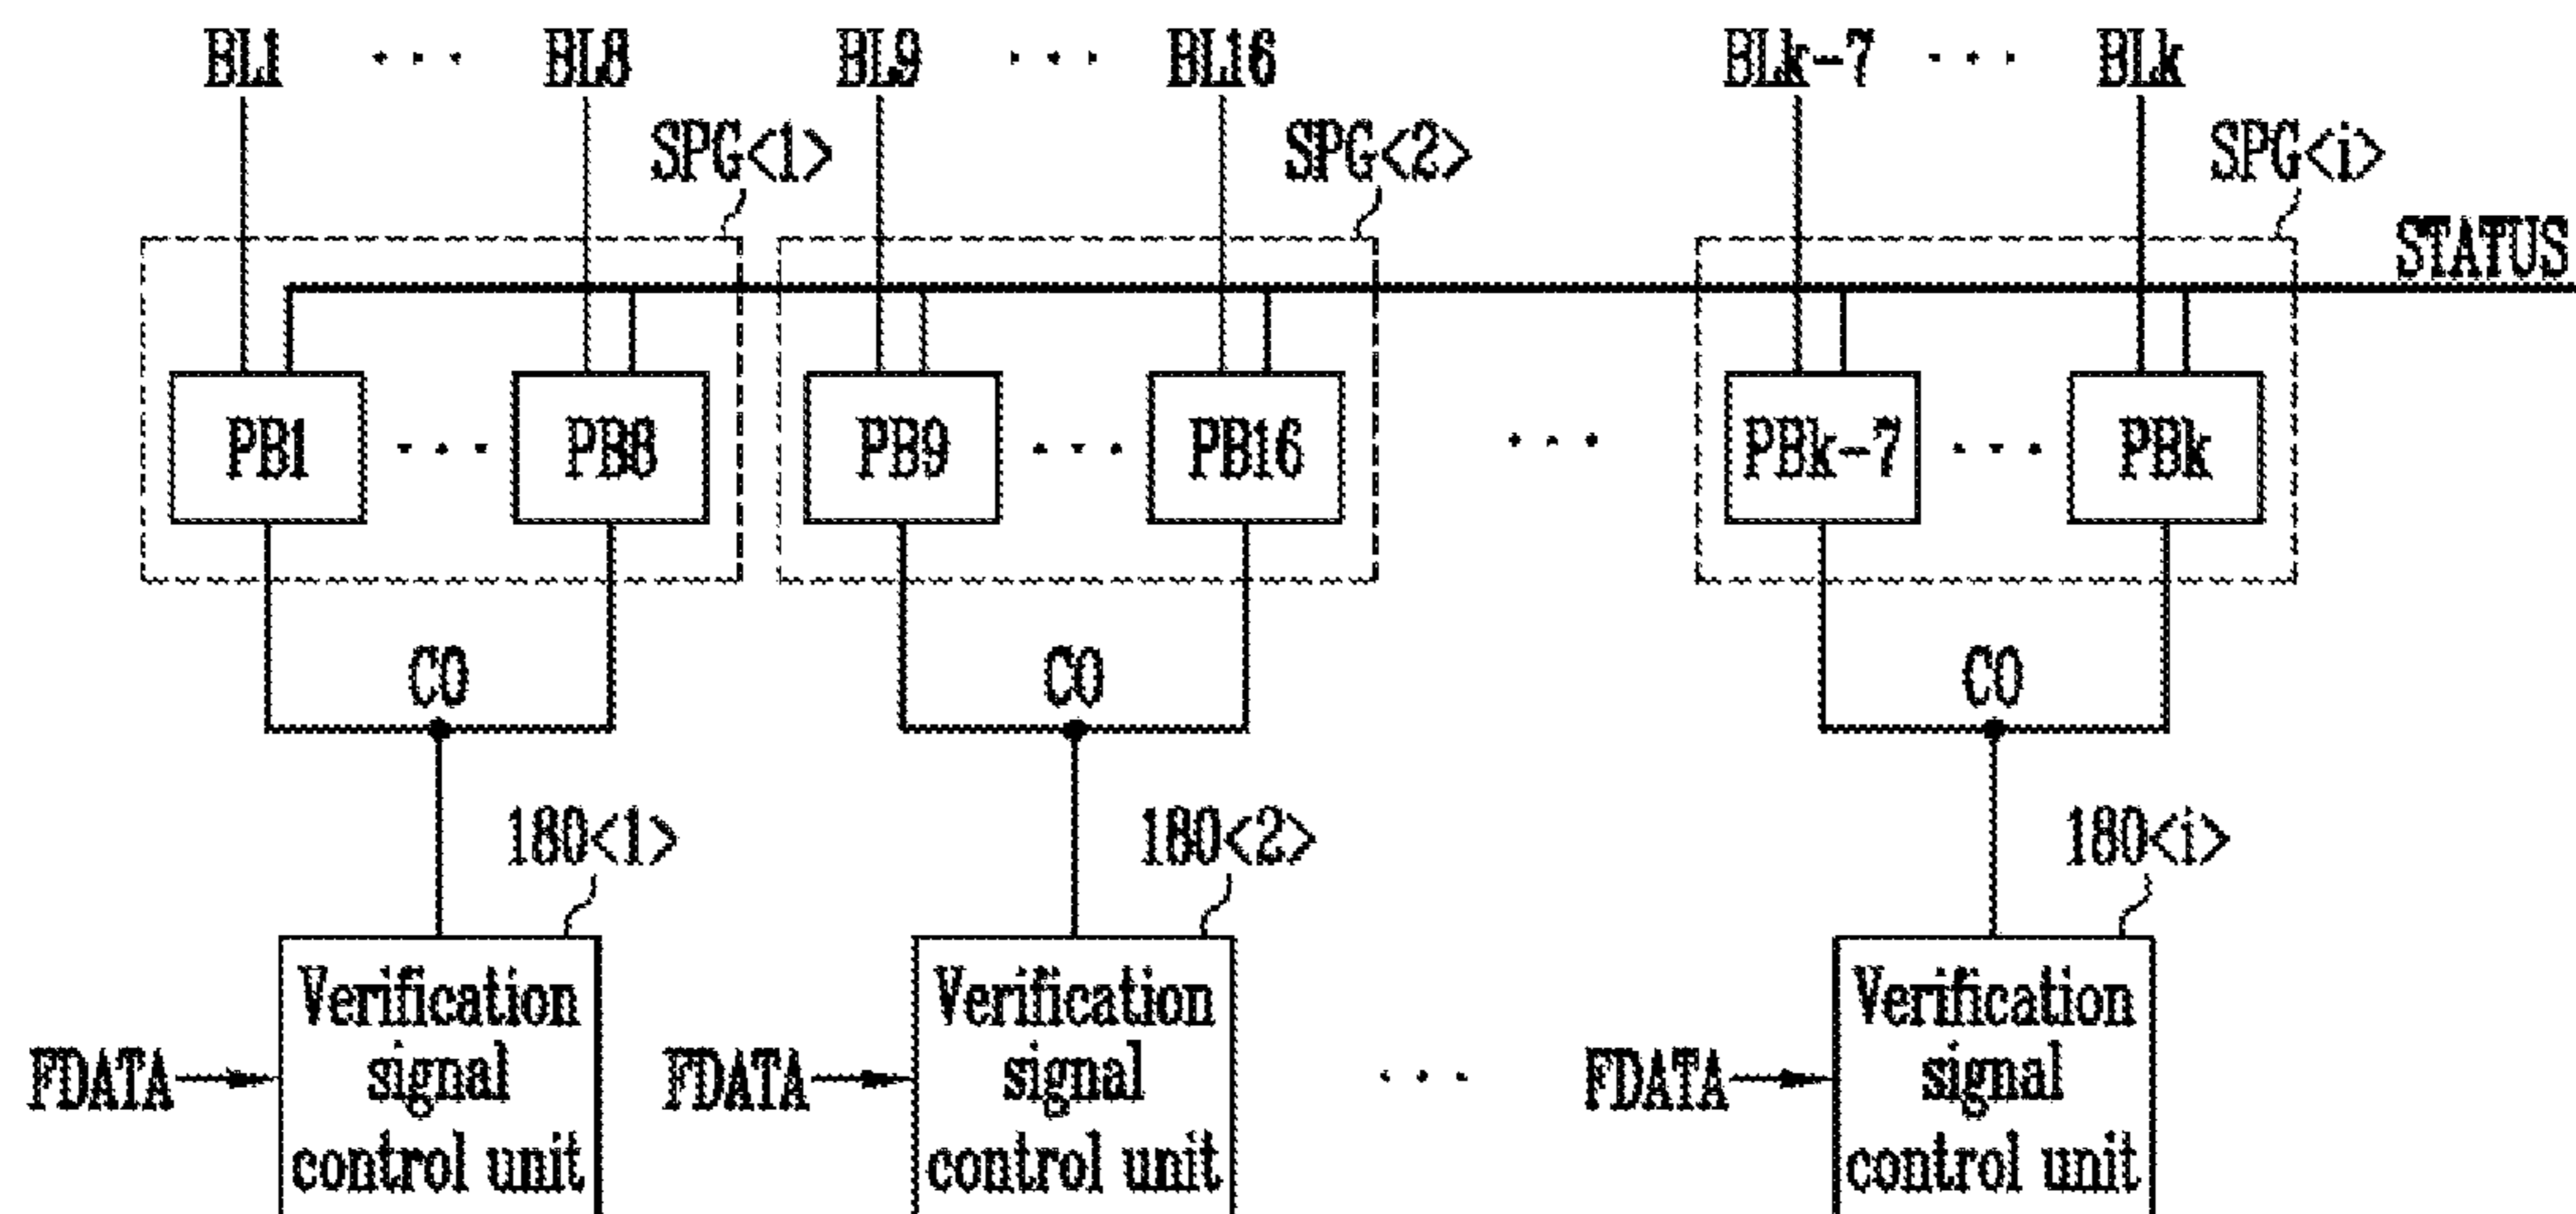 BL1 ... BL8 BL9 ... BL16 BLk-7 ... BLk
SPG<1> SPG<2> SPG<i>
STATUS
PB1 ... PB8 PB9 ... PB16 ... PBk-7 ... PBk
CO CO CO
180<1> 180<2> 180<i>
FDATA
Verification
signal
control unit
FDATA
Verification
signal
control unit
...
FDATA
Verification
signal
control unit